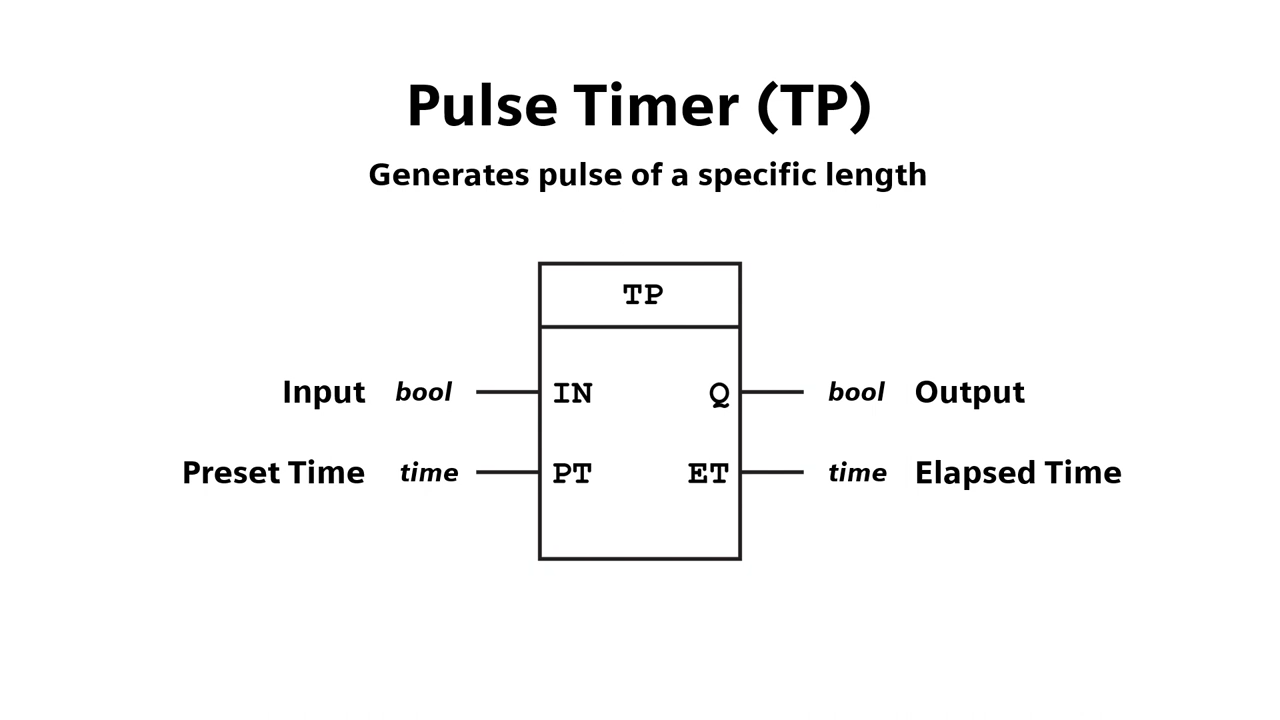 Pulse Timer (TP)
Generates pulse of a specific length
TP
Input bool IN Q bool Output
Preset Time time PT ET time Elapsed Time